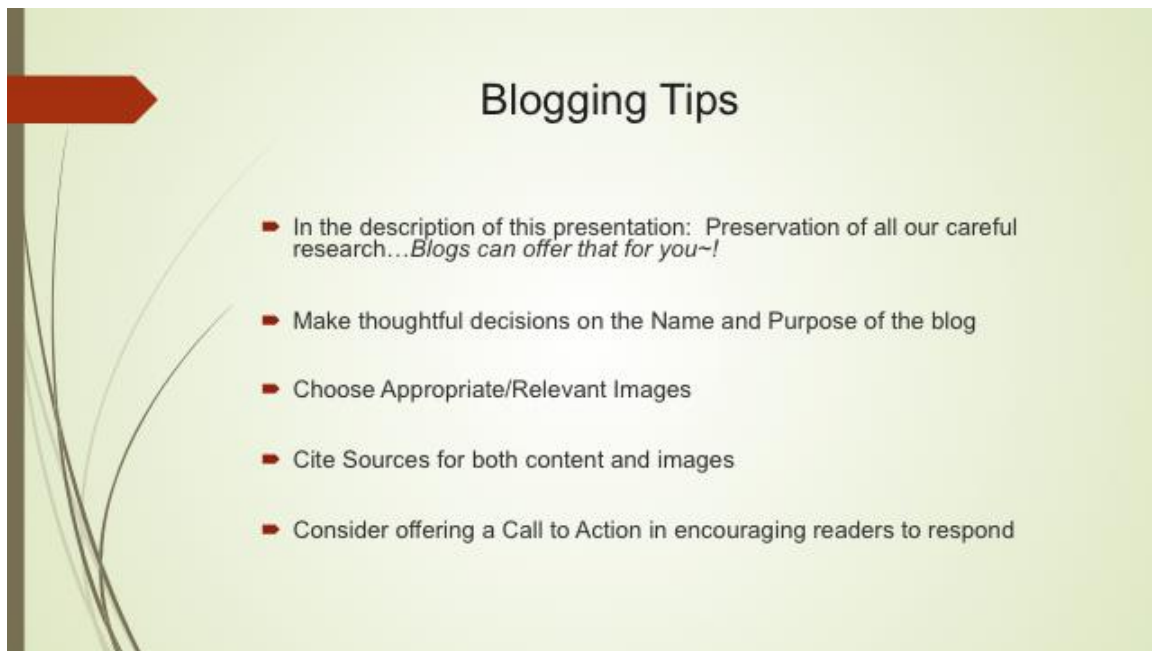 Blogging Tips
In the description of this presentation:  Preservation of all our careful
research…Blogs can offer that for you~!
Make thoughtful decisions on the Name and Purpose of the blog
Choose Appropriate/Relevant Images
Cite Sources for both content and images
Consider offering a Call to Action in encouraging readers to respond